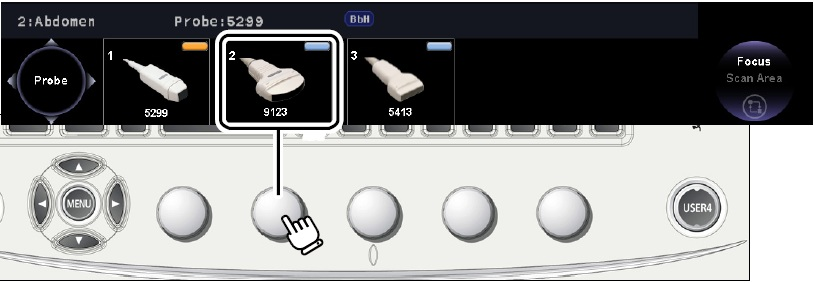 2:Abdomen Probe:5299 BbH
Probe
1 5299
2 9123
3 5413
Focus
Scan Area
MENU
USER4